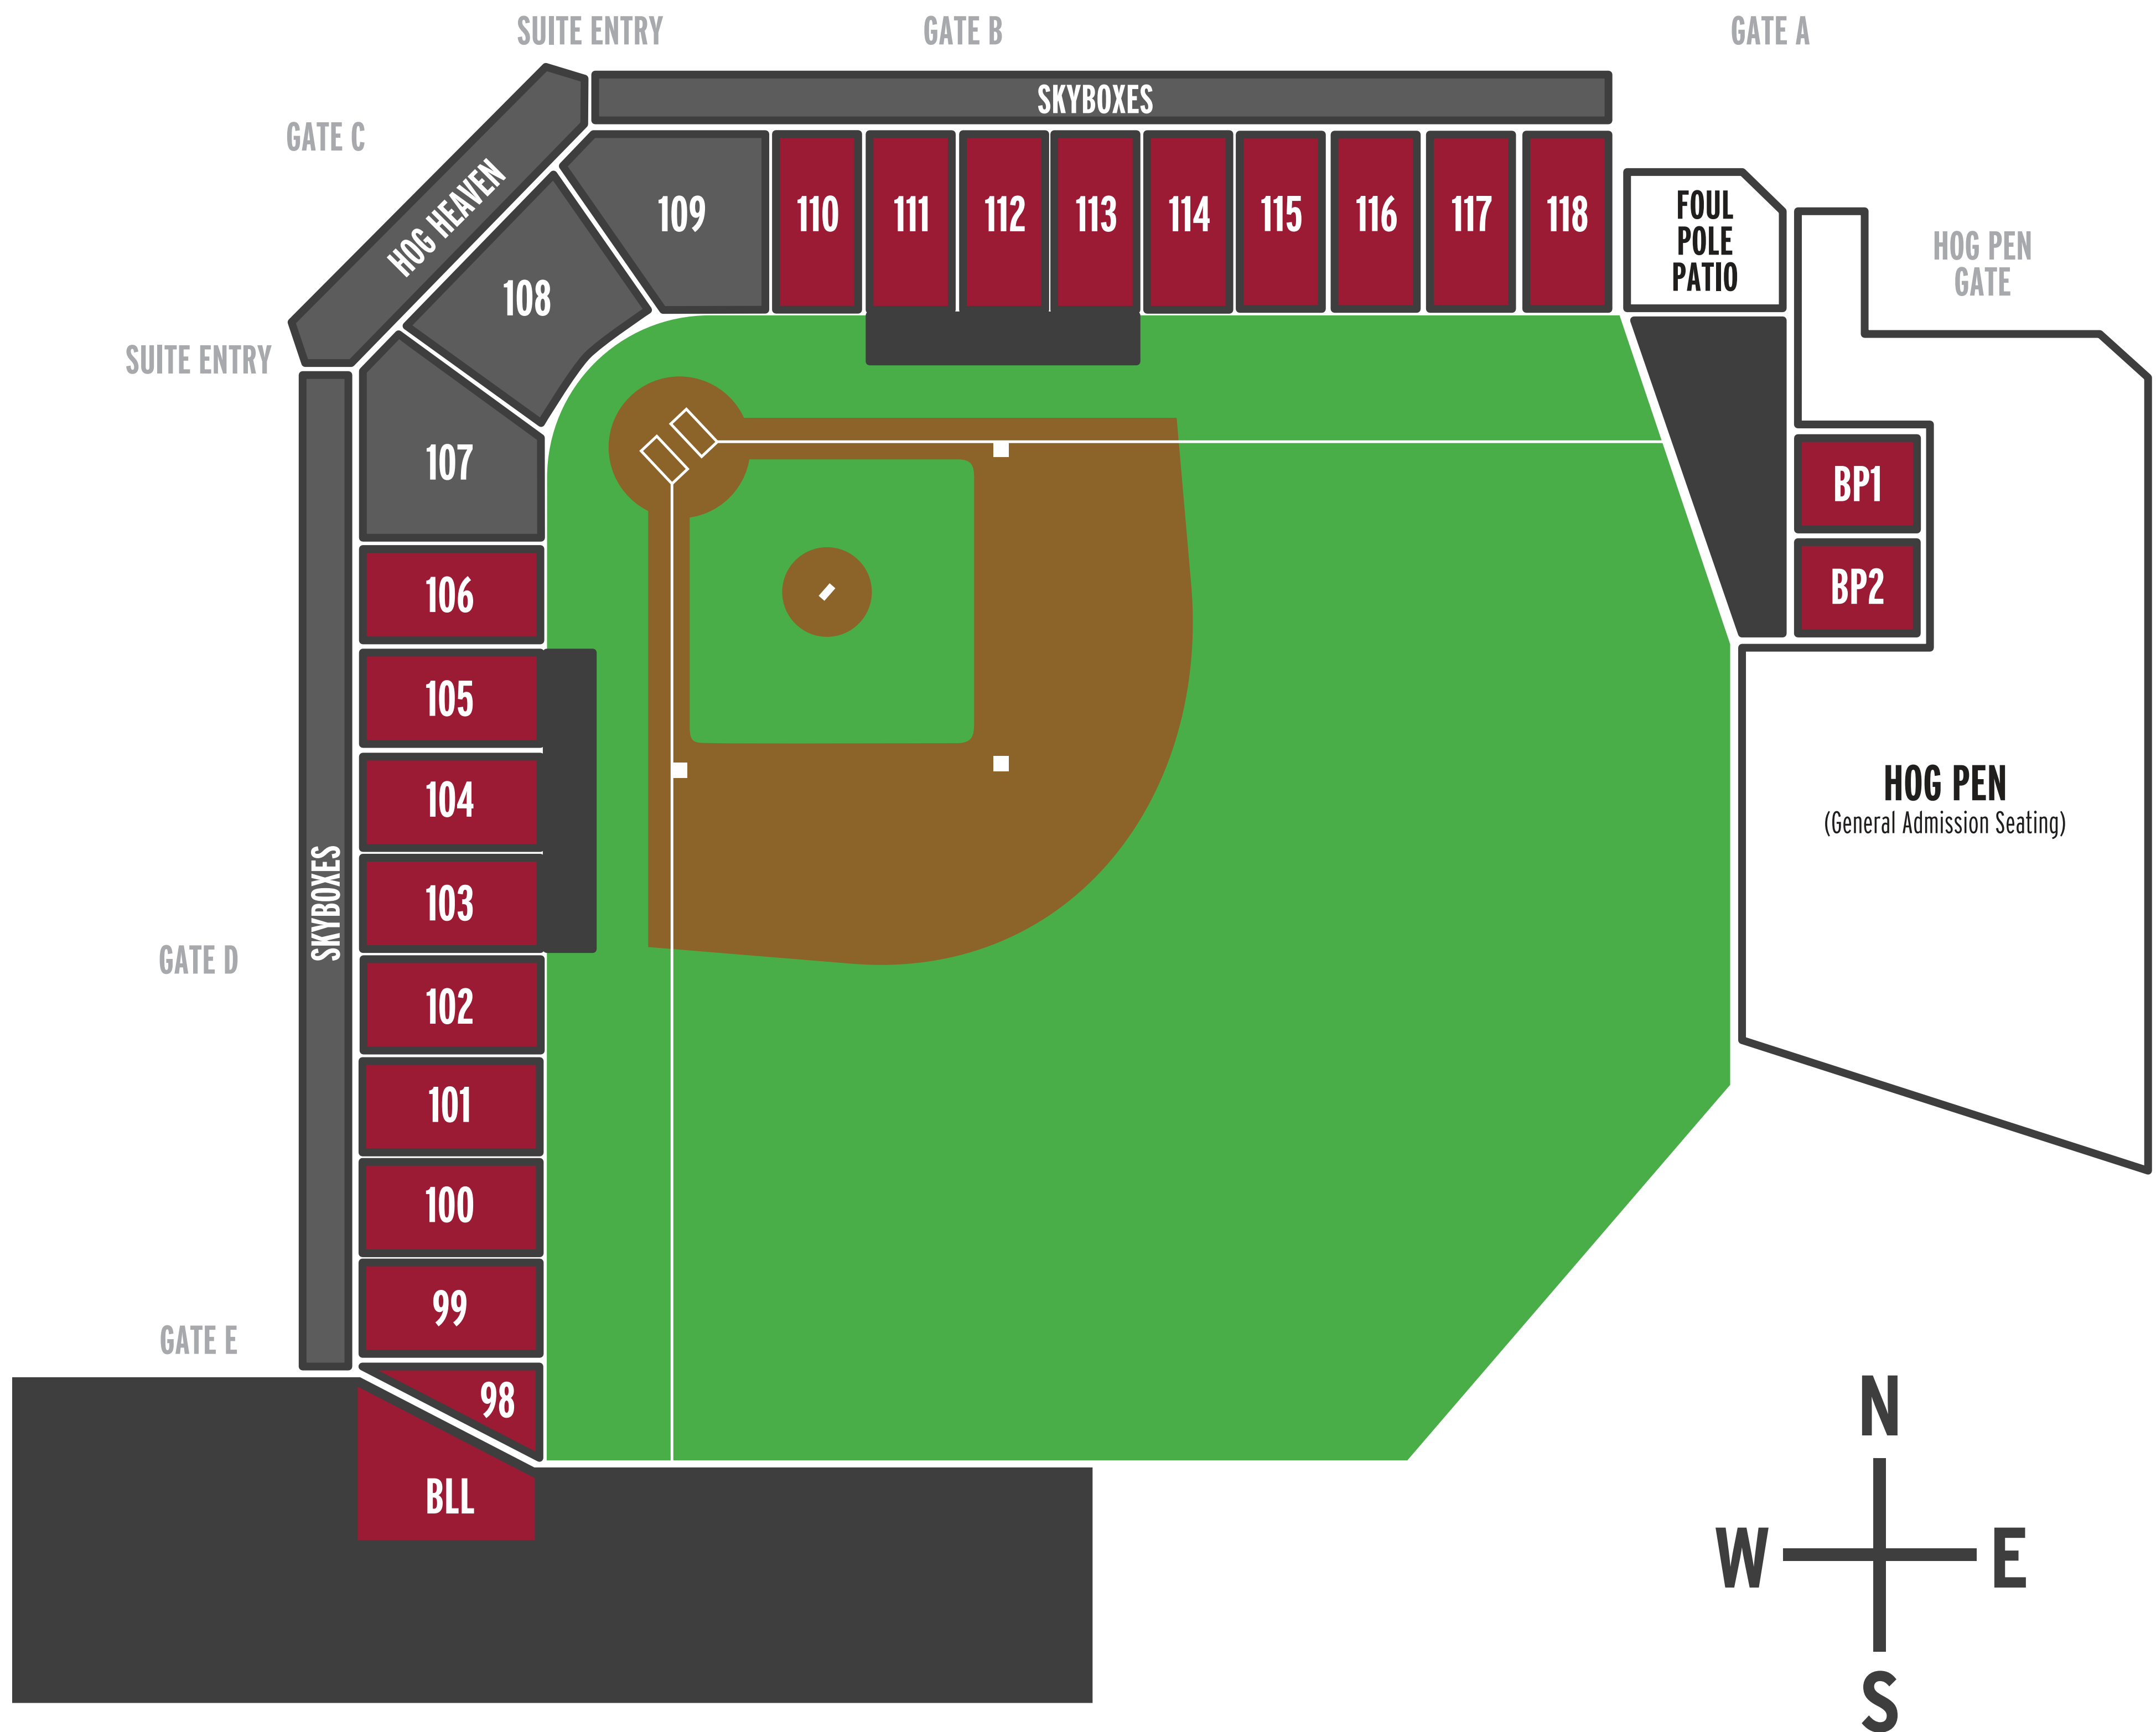 SUITE ENTRY
GATE B
GATE A
SKYBOXES
GATE C
HOG HEAVEN
109
110
111
112
113
114
115
116
117
118
FOUL
POLE
PATIO
HOG PEN
GATE
108
SUITE ENTRY
107
BP1
106
BP2
105
104
HOG PEN
(General Admission Seating)
103
SKYBOXES
GATE D
102
101
100
99
GATE E
98
BLL
N
W
E
S